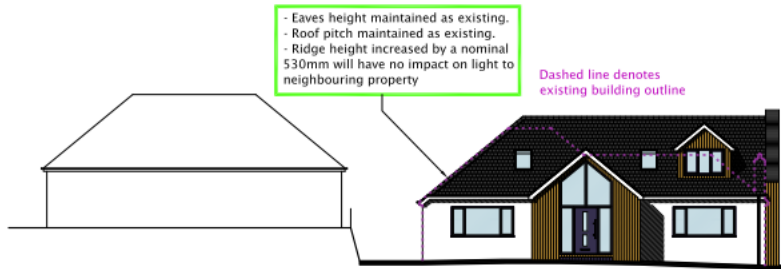 - Eaves height maintained as existing.
- Roof pitch maintained as existing.
- Ridge height increased by a nominal
530mm will have no impact on light to
neighbouring property
Dashed line denotes
existing building outline